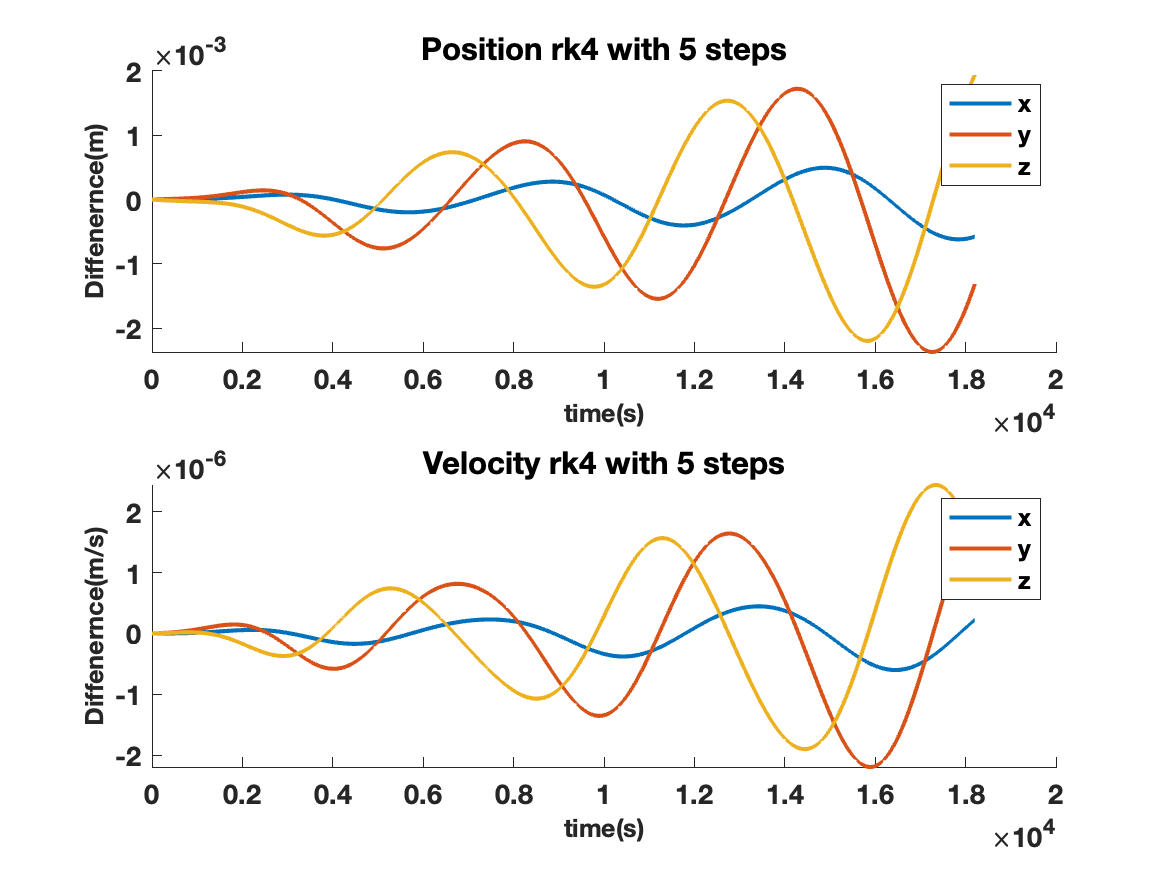 Position rk4 with 5 steps
×10-3
2
1
0
-1
-2
Diffenernce(m)
0 0.2 0.4 0.6 0.8 1 1.2 1.4 1.6 1.8 2
time(s)
×104
x
y
z
Velocity rk4 with 5 steps
×10-6
2
1
0
-1
-2
Diffenernce(m/s)
0 0.2 0.4 0.6 0.8 1 1.2 1.4 1.6 1.8 2
time(s)
×104
x
y
z